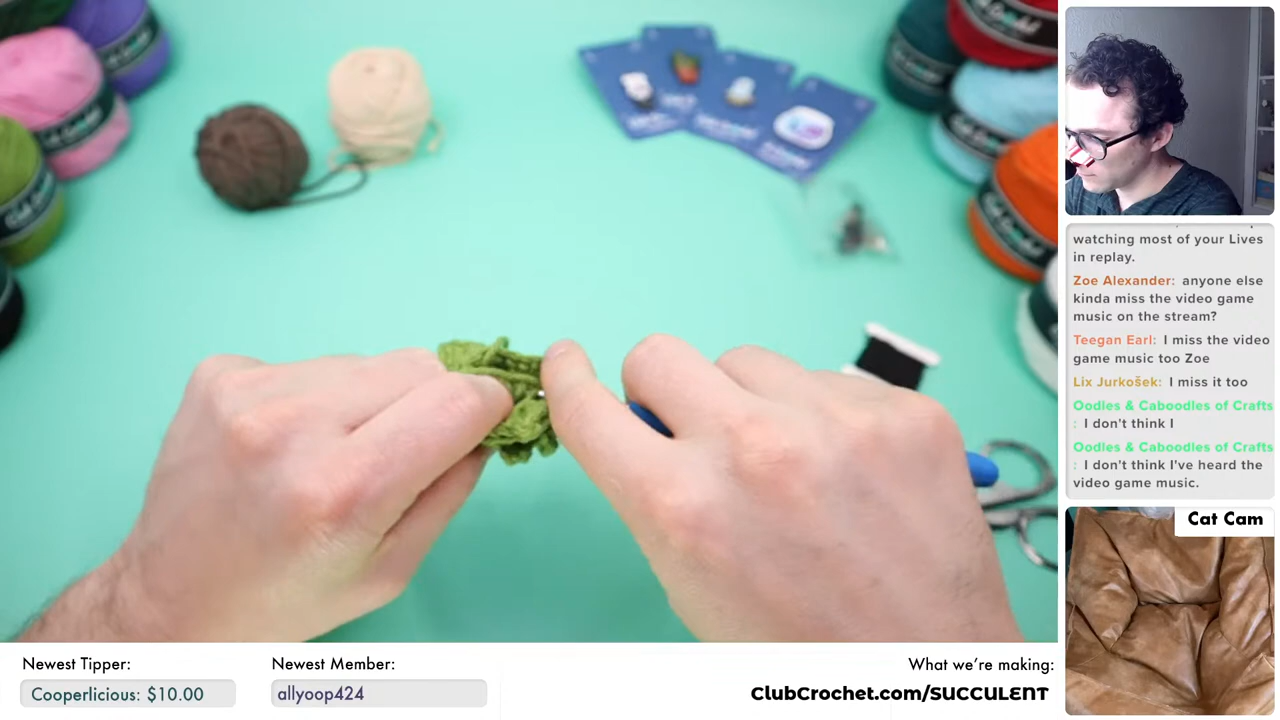 watching most of your Lives
in replay.
Zoe Alexander: anyone else
kinda miss the video game
music on the stream?
Teegan Earl: I miss the video
game music too Zoe
Lix Jurkošek: I miss it too
Oodles & Caboodles of Crafts
: I don't think I
Oodles & Caboodles of Crafts
: I don't think I've heard the
video game music.
Cat Cam
Newest Tipper:
Cooperlicious: $10.00
Newest Member:
allyoop424
What we're making:
ClubCrochet.com/SUCCULENT